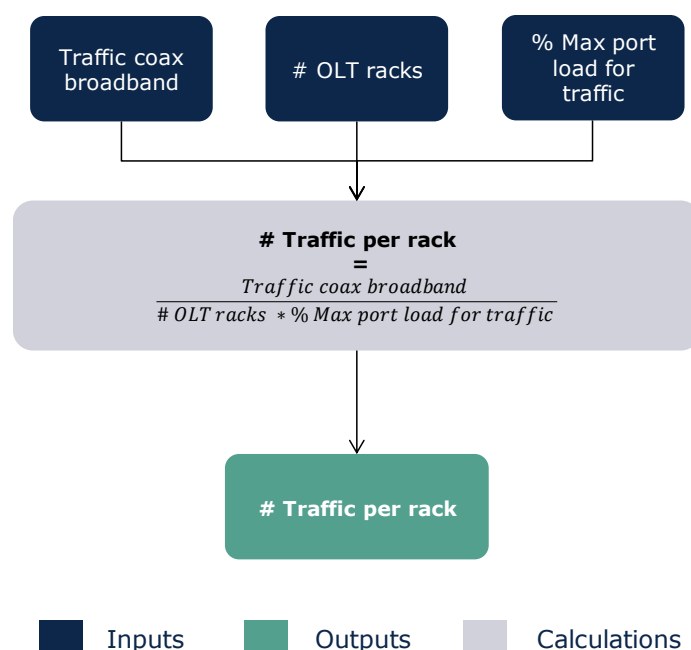 Traffic coax
broadband
# OLT racks
% Max port
load for
traffic
# Traffic per rack
=
Traffic coax broadband
# OLT racks * % Max port load for traffic
# Traffic per rack
Inputs
Outputs
Calculations